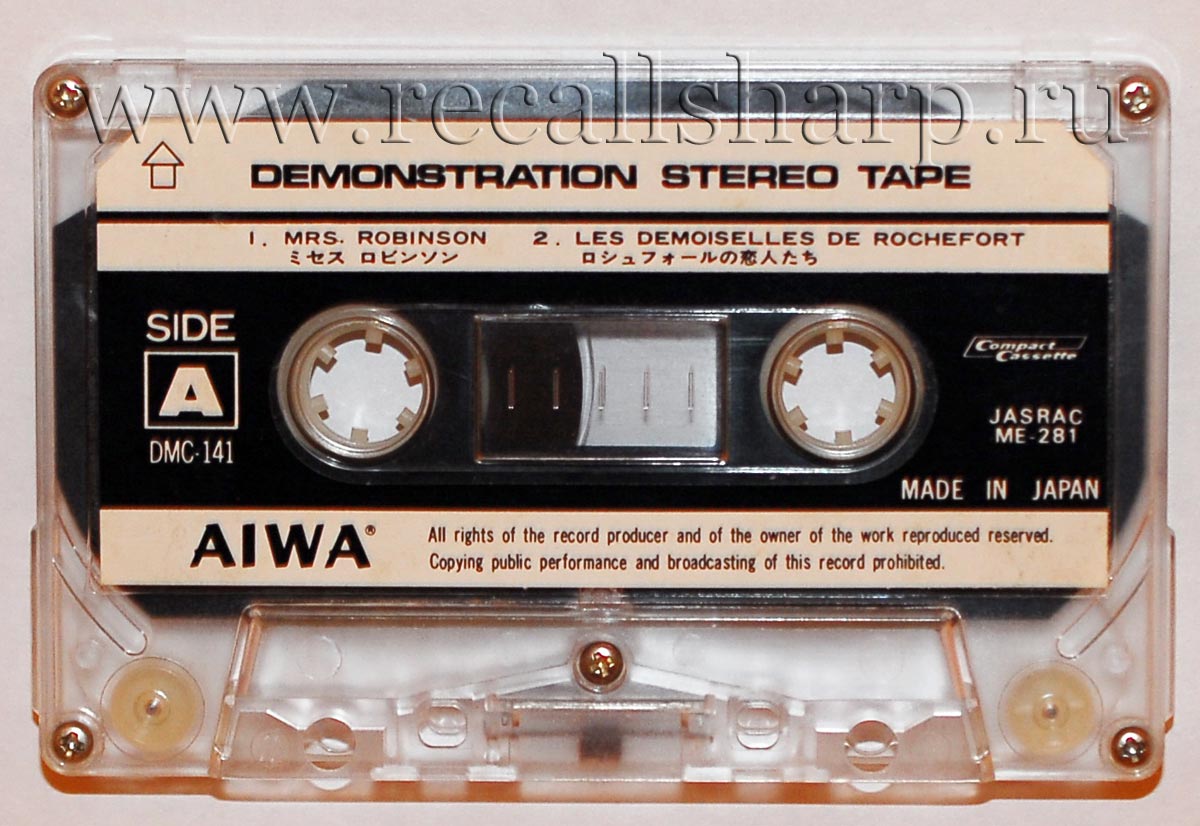 www.recallsharp.ru
DEMONSTRATION STEREO TAPE
1. MRS. ROBINSON 2. LES DEMOISELLES DE ROCHEFORT
ミセス ロビンソン ロシュフォールの恋人たち
SIDE
A
DMC-141
Compact
Cassette
JASRAC
ME-281
MADE IN JAPAN
AIWA®
All rights of the record producer and of the owner of the work reproduced reserved.
Copying public performance and broadcasting of this record prohibited.